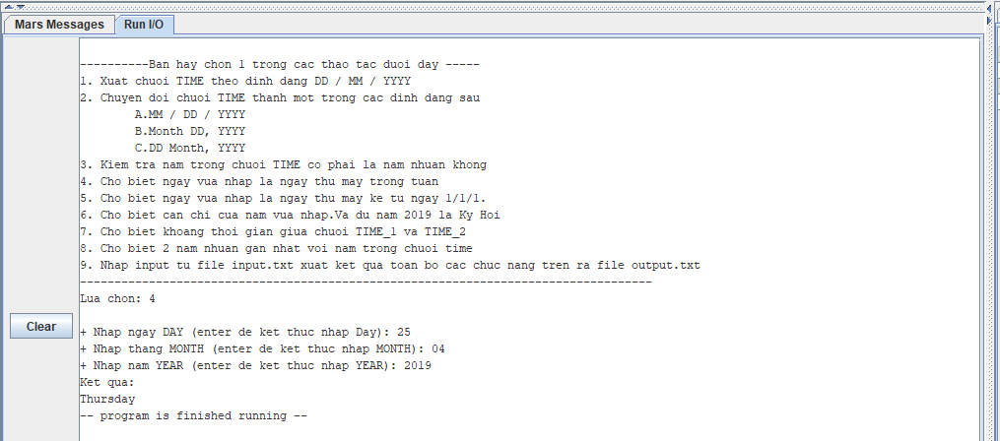 Mars Messages Run I/O
----------Ban hay chon 1 trong cac thao tac duoi day -----
1. Xuat chuoi TIME theo dinh dang DD / MM / YYYY
2. Chuyen doi chuoi TIME thanh mot trong cac dinh dang sau
A.MM / DD / YYYY
B.Month DD, YYYY
C.DD Month, YYYY
3. Kiem tra nam trong chuoi TIME co phai la nam nhuan khong
4. Cho biet ngay vua nhap la ngay thu may trong tuan
5. Cho biet ngay vua nhap la ngay thu may ke tu ngay 1/1/1.
6. Cho biet can chi cua nam vua nhap.Va du nam 2019 la Ky Hoi
7. Cho biet khoang thoi gian giua chuoi TIME_1 va TIME_2
8. Cho biet 2 nam nhuan gan nhat voi nam trong chuoi time
9. Nhap input tu file input.txt xuat ket qua toan bo cac chuc nang tren ra file output.txt
-----------------------------------------------------------------------------------
Lua chon: 4
Clear
+ Nhap ngay DAY (enter de ket thuc nhap Day): 25
+ Nhap thang MONTH (enter de ket thuc nhap MONTH): 04
+ Nhap nam YEAR (enter de ket thuc nhap YEAR): 2019
Ket qua:
Thursday
-- program is finished running --